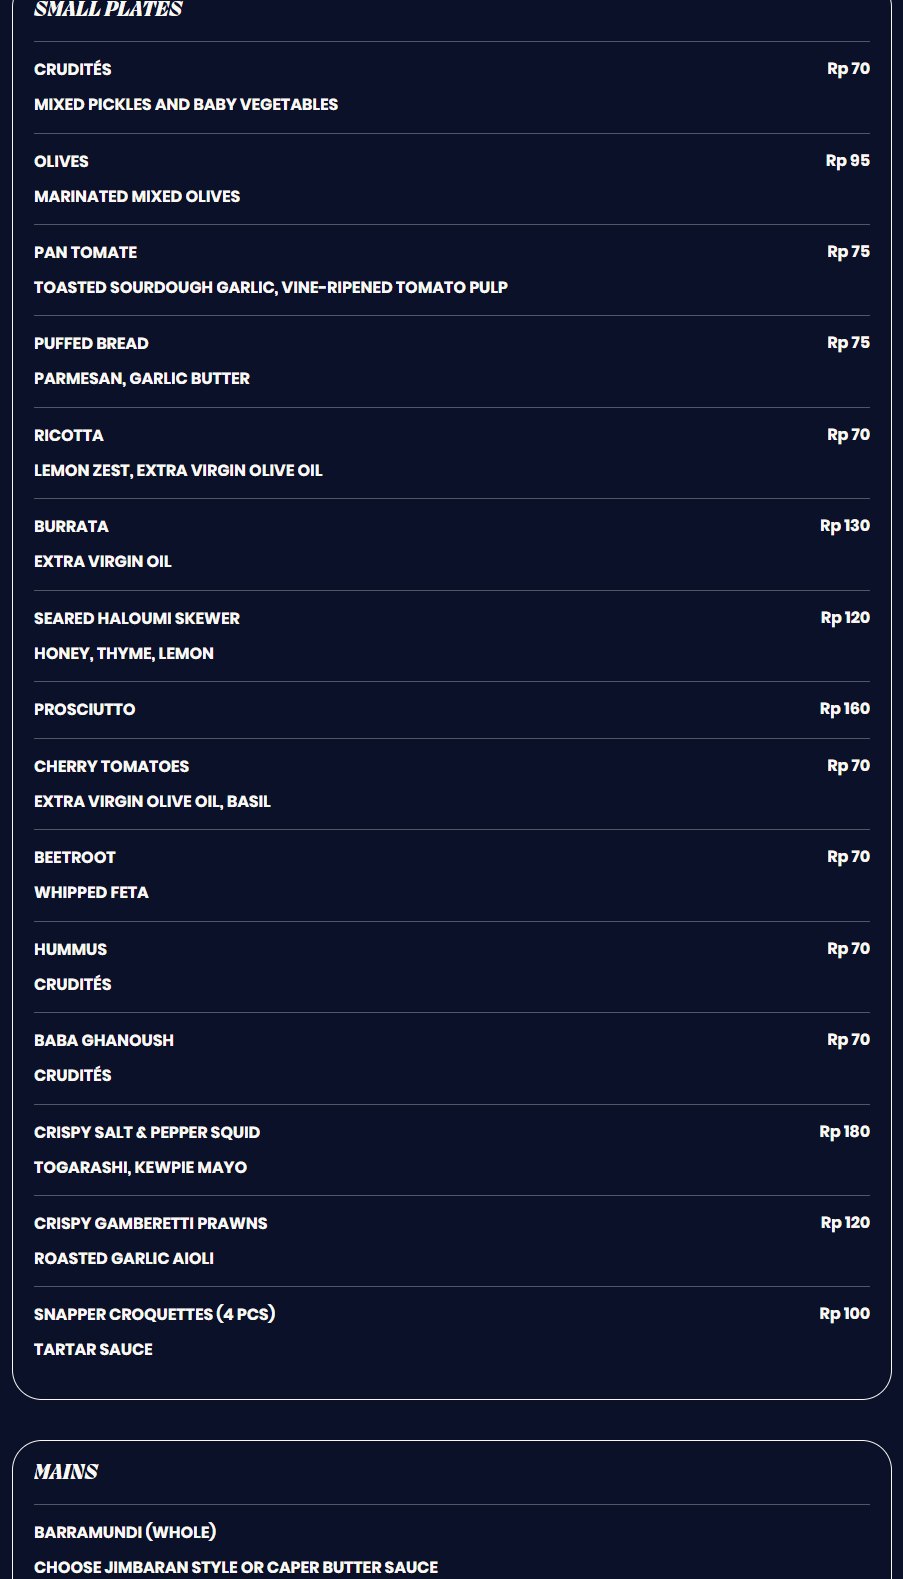 SMALL PLATES
CRUDITÉS Rp 70
MIXED PICKLES AND BABY VEGETABLES
OLIVES Rp 95
MARINATED MIXED OLIVES
PAN TOMATE Rp 75
TOASTED SOURDOUGH GARLIC, VINE-RIPENED TOMATO PULP
PUFFED BREAD Rp 75
PARMESAN, GARLIC BUTTER
RICOTTA Rp 70
LEMON ZEST, EXTRA VIRGIN OLIVE OIL
BURRATA Rp 130
EXTRA VIRGIN OIL
SEARED HALOUMI SKEWER Rp 120
HONEY, THYME, LEMON
PROSCIUTTO Rp 160
CHERRY TOMATOES Rp 70
EXTRA VIRGIN OLIVE OIL, BASIL
BEETROOT Rp 70
WHIPPED FETA
HUMMUS Rp 70
CRUDITÉS
BABA GHANOUSH Rp 70
CRUDITÉS
CRISPY SALT & PEPPER SQUID Rp 180
TOGARASHI, KEWPIE MAYO
CRISPY GAMBERETTI PRAWNS Rp 120
ROASTED GARLIC AIOLI
SNAPPER CROQUETTES (4 PCS) Rp 100
TARTAR SAUCE
MAINS
BARRAMUNDI (WHOLE)
CHOOSE JIMBARAN STYLE OR CAPER BUTTER SAUCE